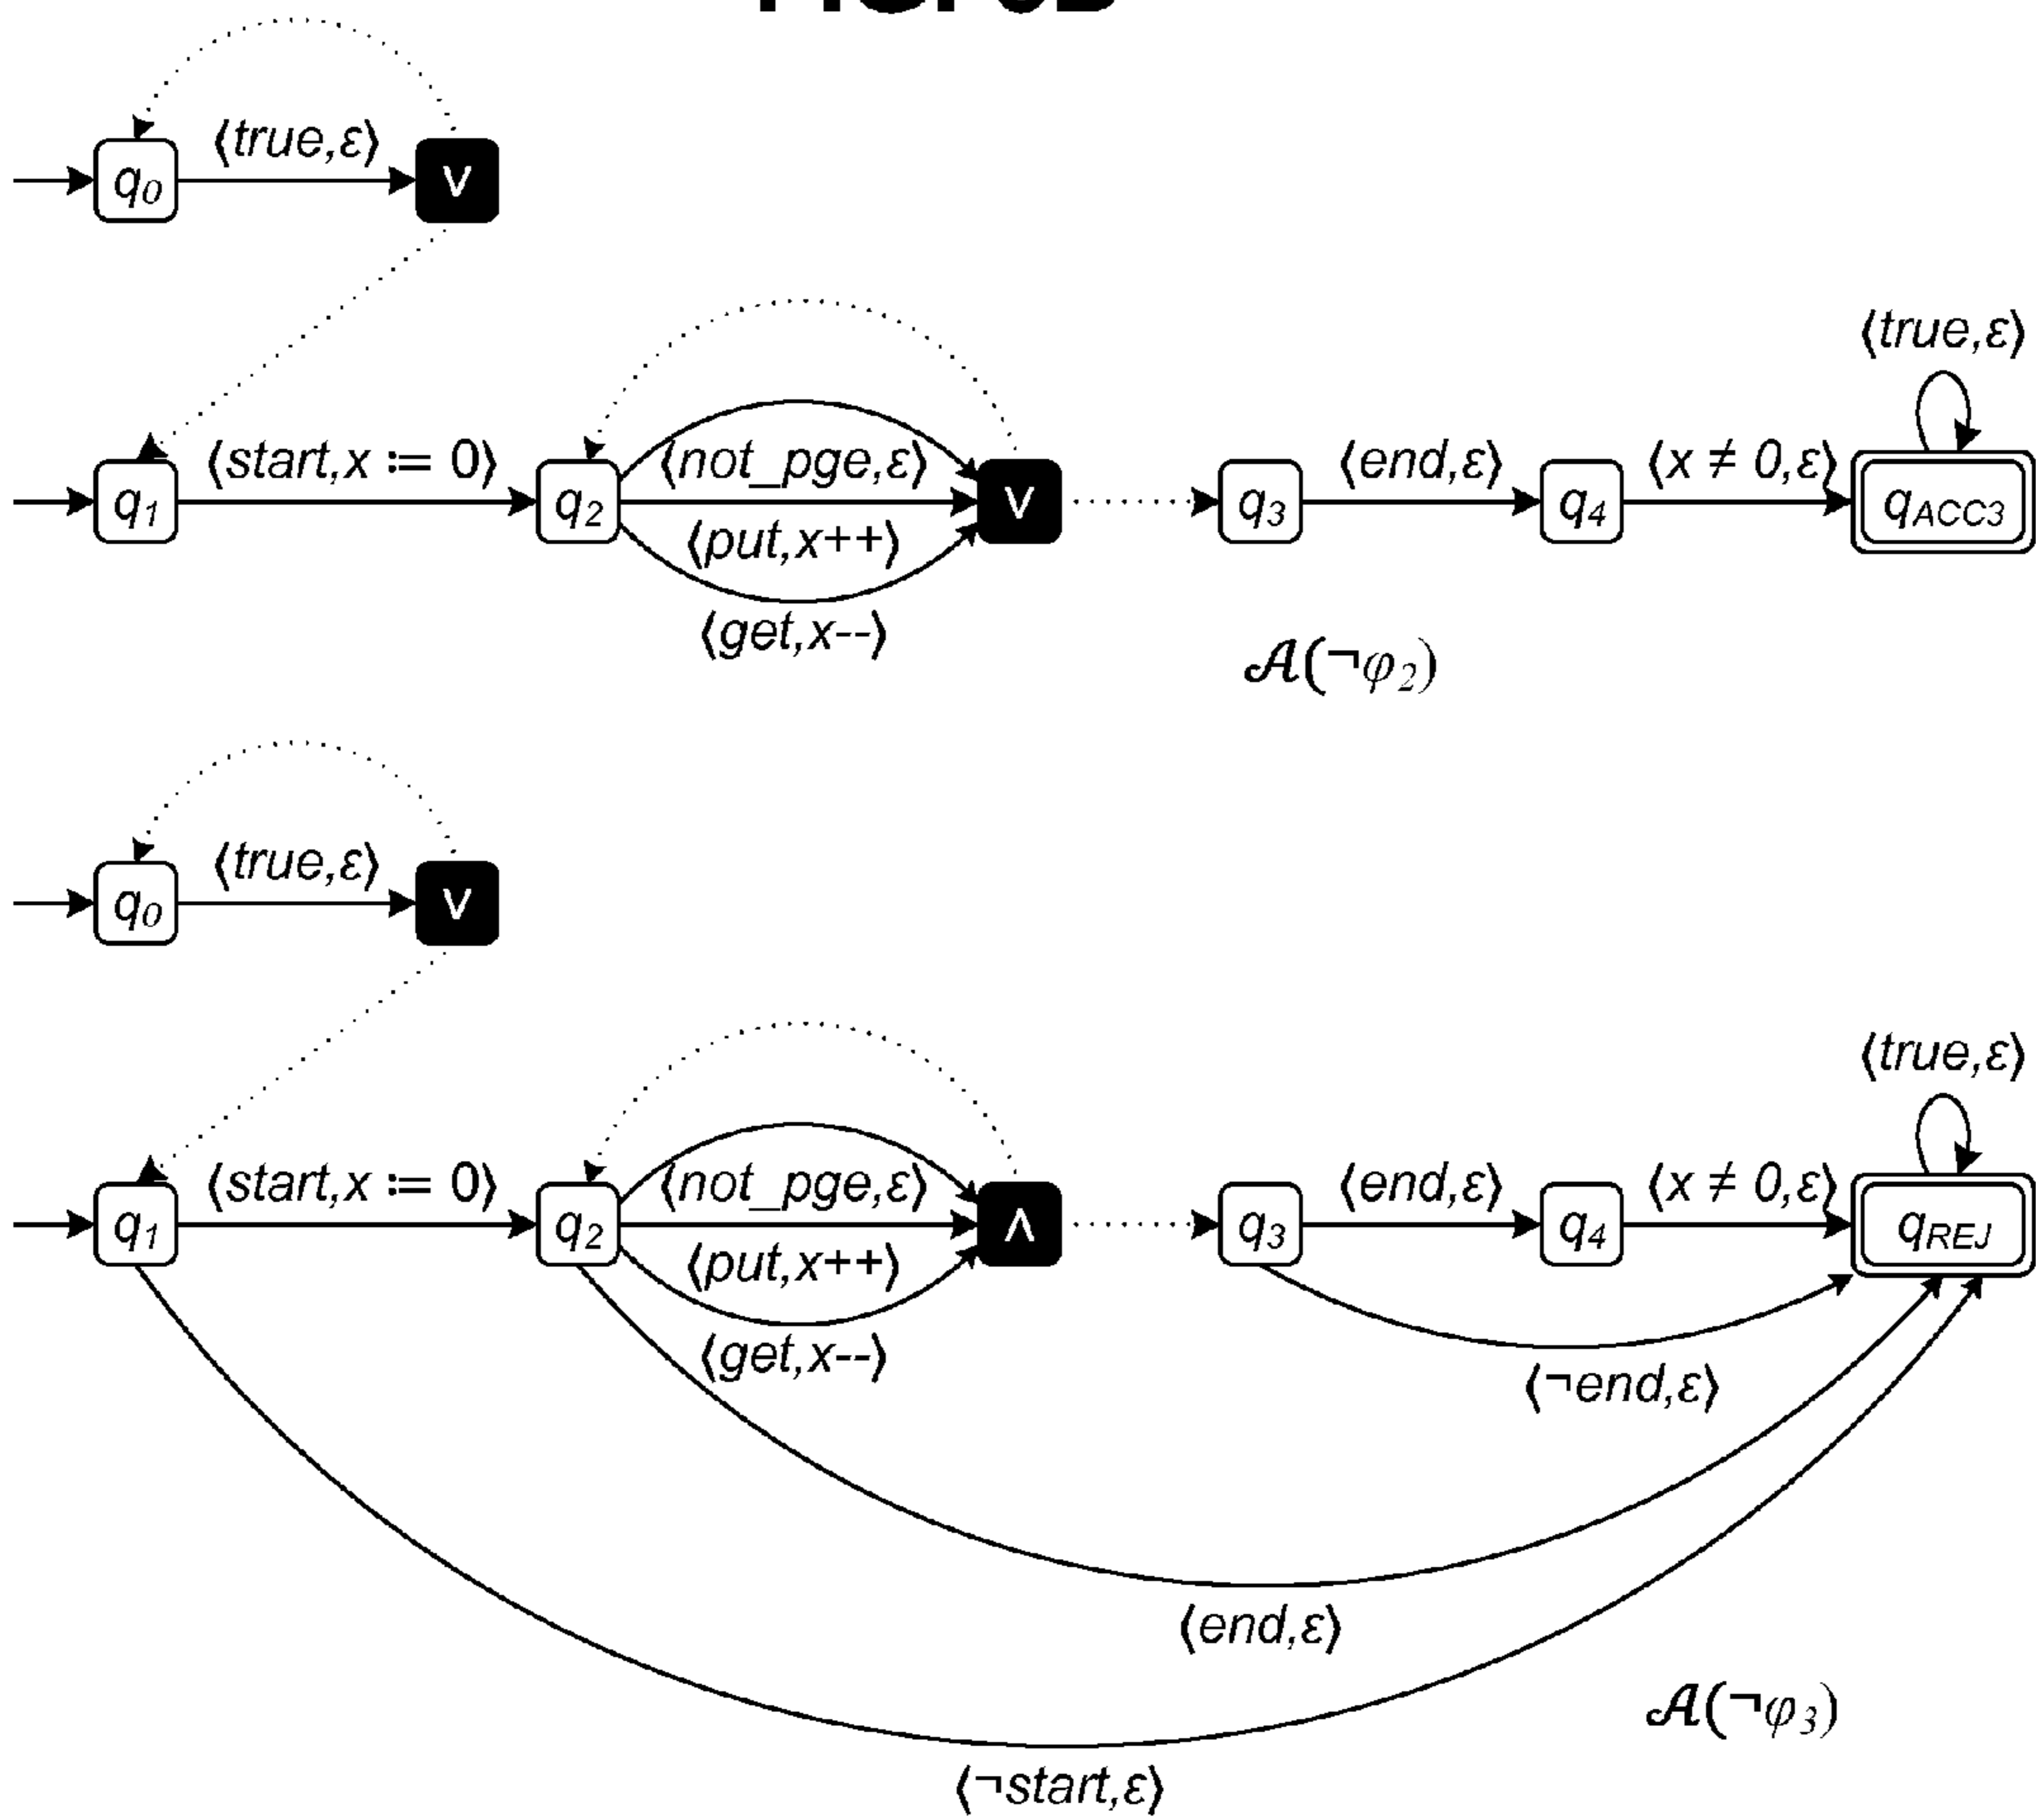 ⟨true,ε⟩
q0 v
⟨true,ε⟩
⟨start,x := 0⟩ ⟨not_pge,ε⟩ ⟨end,ε⟩ ⟨x ≠ 0,ε⟩
q1 q2 v q3 q4 qACC3
⟨put,x++⟩
⟨get,x--⟩
𝓐(¬φ2)
⟨true,ε⟩
q0 v
⟨true,ε⟩
⟨start,x := 0⟩ ⟨not_pge,ε⟩ ⟨end,ε⟩ ⟨x ≠ 0,ε⟩
q1 q2 ∧ q3 q4 qREJ
⟨put,x++⟩
⟨get,x--⟩
⟨¬end,ε⟩
⟨end,ε⟩
𝓐(¬φ3)
⟨¬start,ε⟩